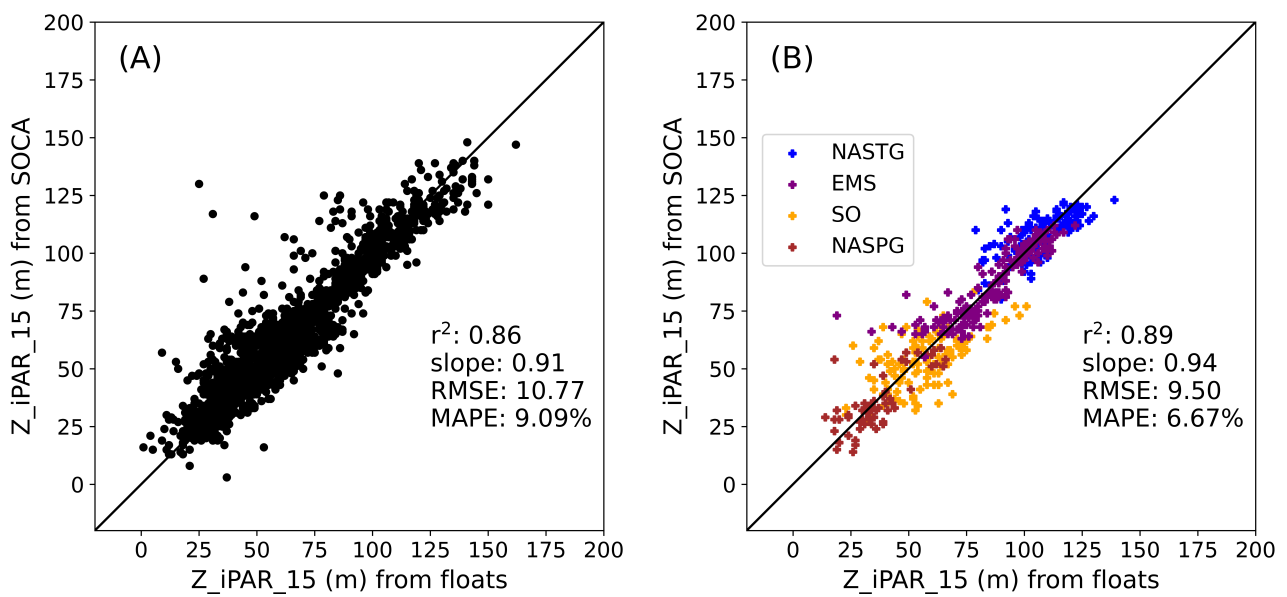 (A)
200
175
150
125
100
75
50
25
0
Z_iPAR_15 (m) from SOCA
r²: 0.86
slope: 0.91
RMSE: 10.77
MAPE: 9.09%
0 25 50 75 100 125 150 175 200
Z_iPAR_15 (m) from floats
(B)
200
175
150
125
100
75
50
25
0
Z_iPAR_15 (m) from SOCA
NASTG
EMS
SO
NASPG
r²: 0.89
slope: 0.94
RMSE: 9.50
MAPE: 6.67%
0 25 50 75 100 125 150 175 200
Z_iPAR_15 (m) from floats